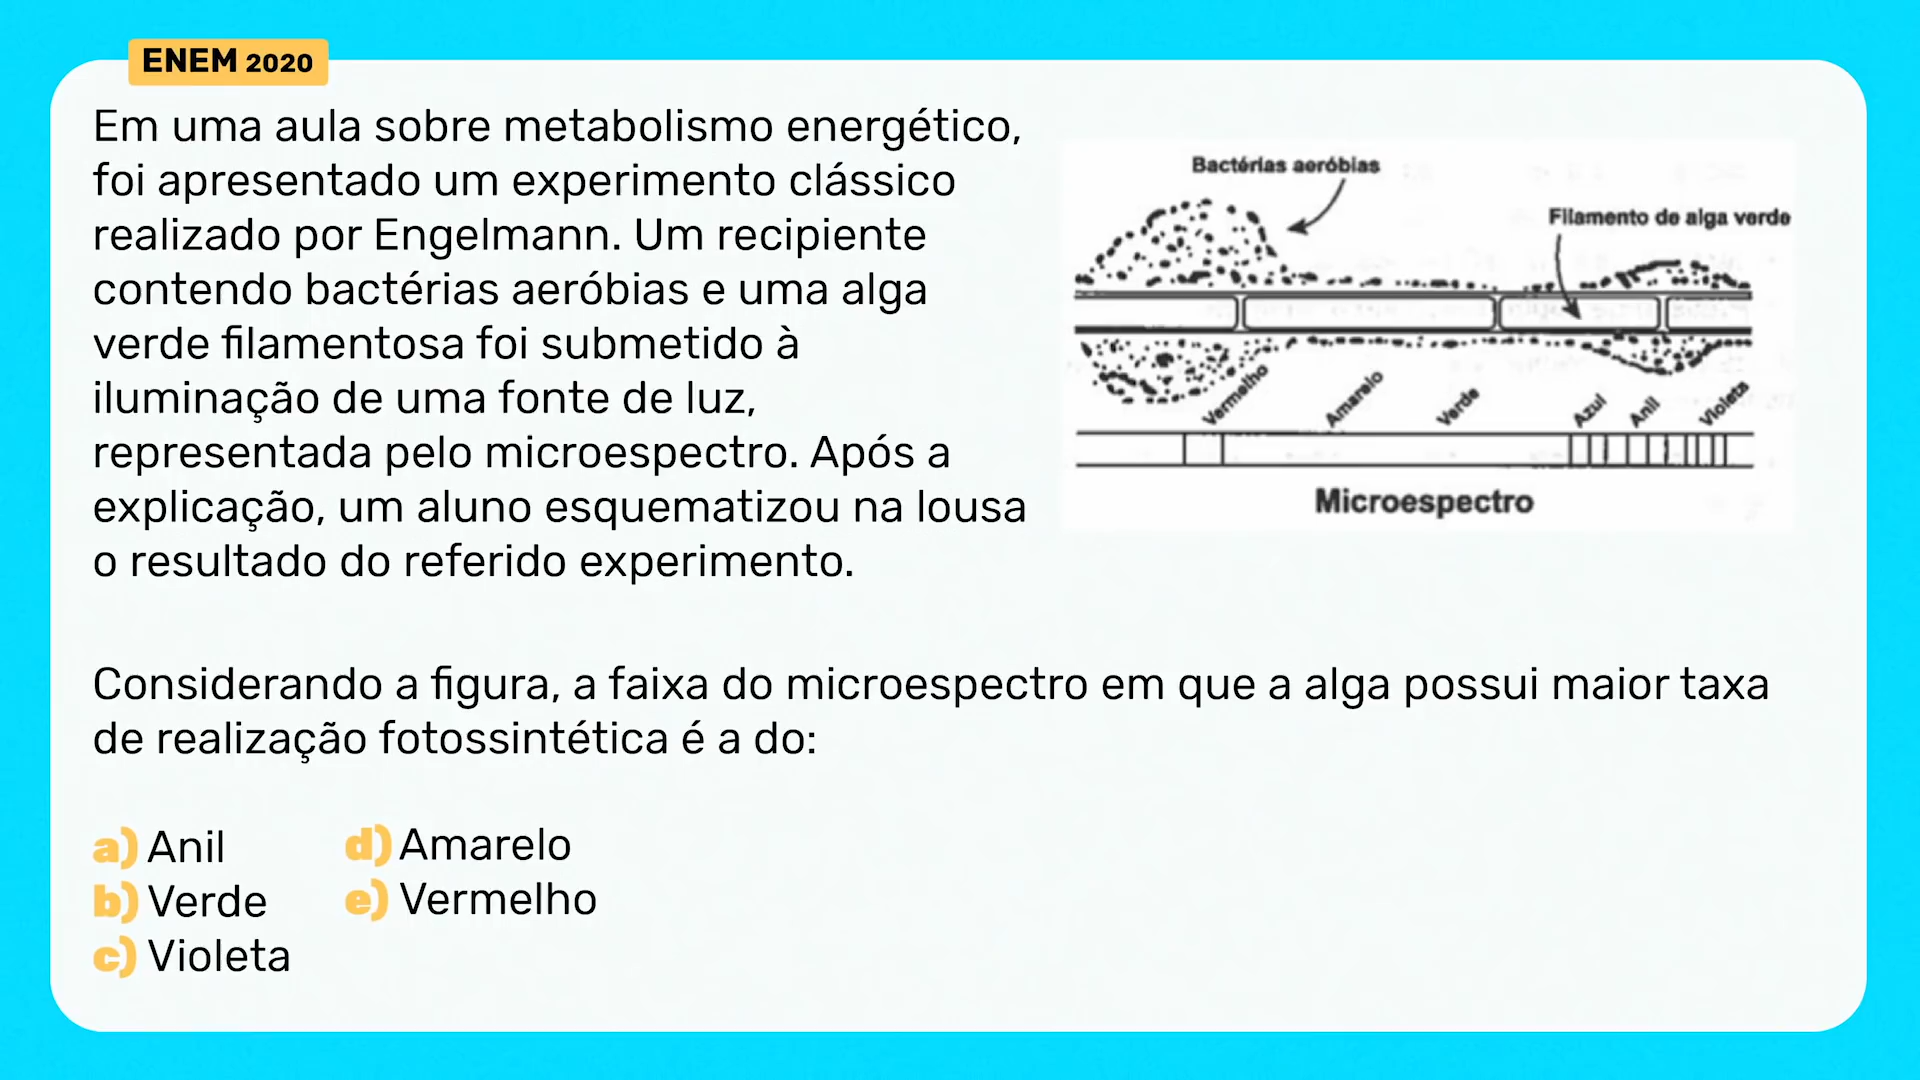 ENEM 2020
Em uma aula sobre metabolismo energético,
foi apresentado um experimento clássico
realizado por Engelmann. Um recipiente
contendo bactérias aeróbias e uma alga
verde filamentosa foi submetido à
iluminação de uma fonte de luz,
representada pelo microespectro. Após a
explicação, um aluno esquematizou na lousa
o resultado do referido experimento.
Bactérias aeróbias
Filamento de alga verde
Vermelho
Amarelo
Verde
Azul
Anil
Violeta
Microespectro
Considerando a figura, a faixa do microespectro em que a alga possui maior taxa
de realização fotossintética é a do:
a) Anil
b) Verde
c) Violeta
d) Amarelo
e) Vermelho